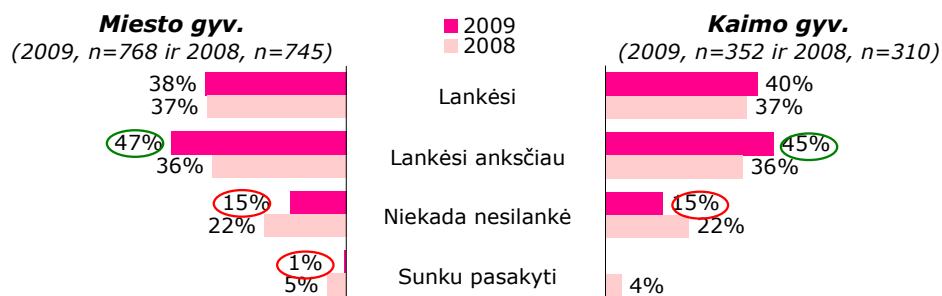 Miesto gyv.
(2009, n=768 ir 2008, n=745)
2009
2008
Kaimo gyv.
(2009, n=352 ir 2008, n=310)
38%
37%
Lankėsi
40%
37%
47%
36%
Lankėsi anksčiau
45%
36%
15%
22%
Niekada nesilankė
15%
22%
1%
5%
Sunku pasakyti
4%